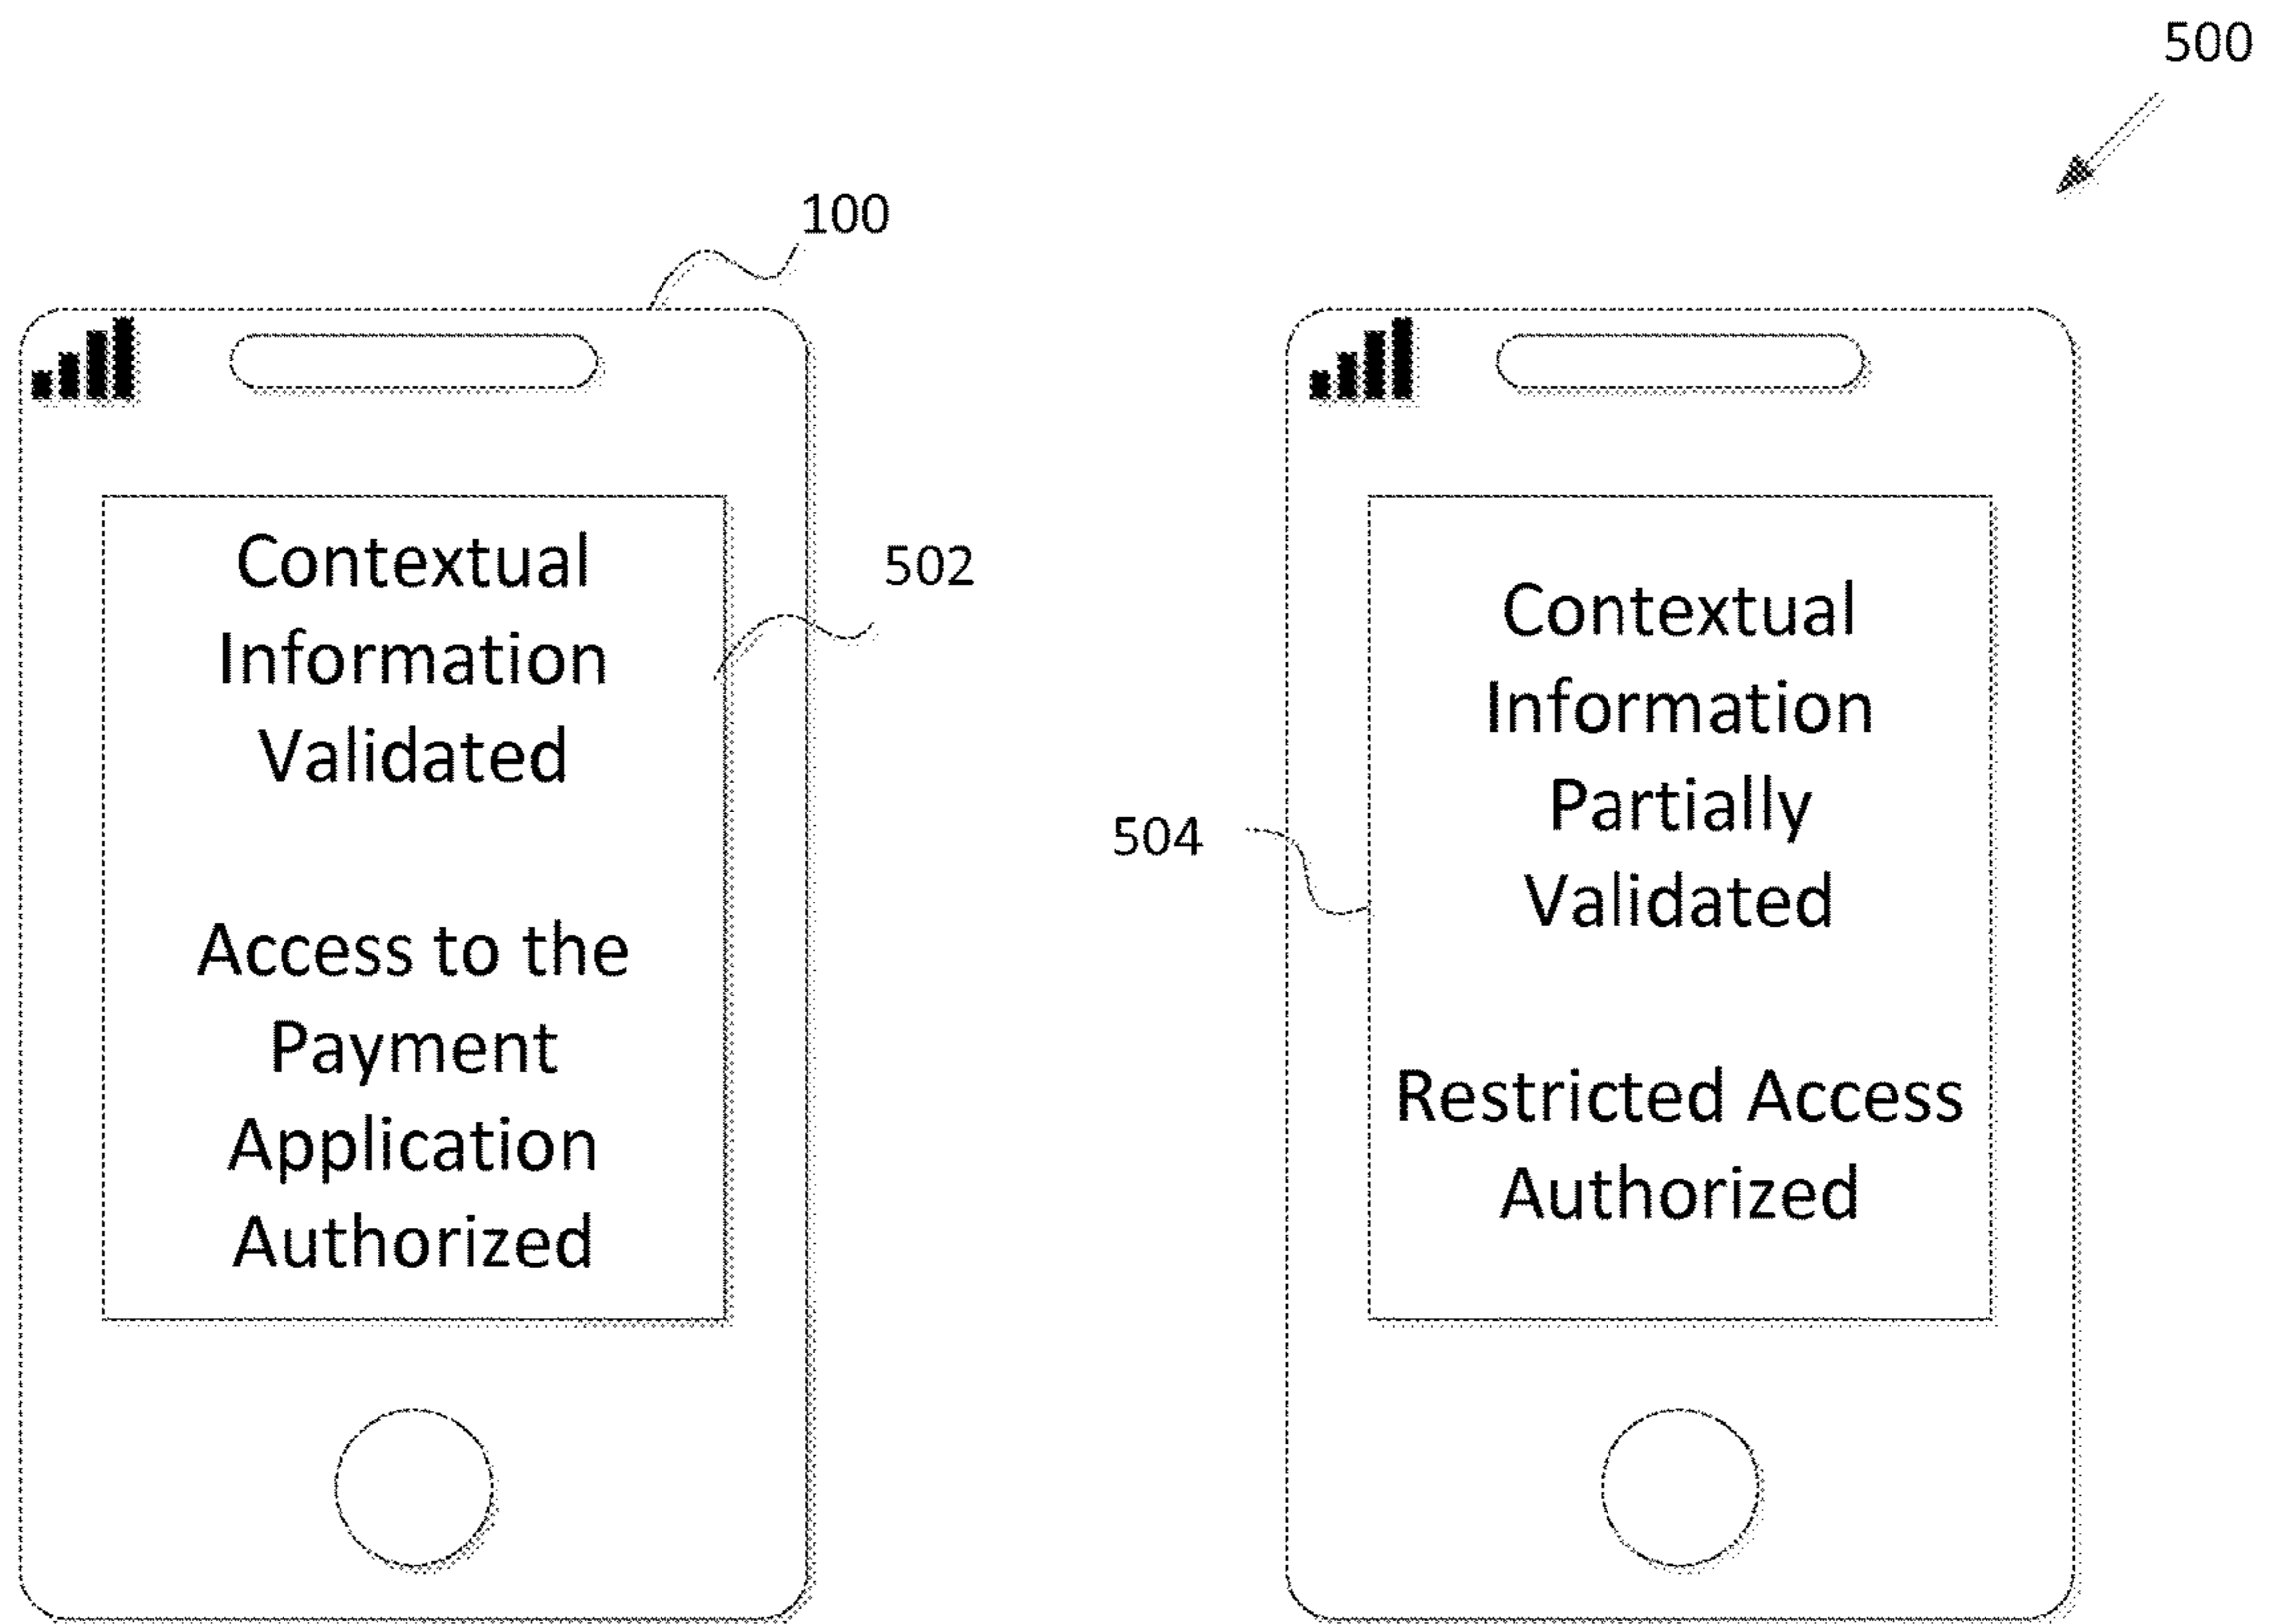 500
100
Contextual
Information
Validated
Access to the
Payment
Application
Authorized
502
504
Contextual
Information
Partially
Validated
Restricted Access
Authorized